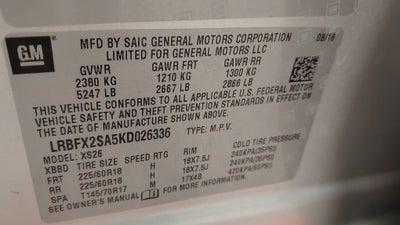 GM
MFD BY SAIC GENERAL MOTORS CORPORATION 08/18
LIMITED FOR GENERAL MOTORS LLC
GVWR GAWR FRT GAWR RR
2380 KG 1210 KG 1300 KG
5247 LB 2667 LB 2866 LB
THIS VEHICLE CONFORMS TO ALL APPLICABLE U.S. FEDERAL MOTOR
VEHICLE SAFETY AND THEFT PREVENTION STANDARDS IN EFFECT ON
THE DATE OF MANUFACTURE SHOWN ABOVE.
LRBFX2SA5KD026336 TYPE: M.P.V.
MODEL: XS26
XBBD TIRE SIZE SPEED RTG RIM COLD TIRE PRESSURE
FRT 225/60R18 H 18X7.5J 240KPA(35PSI)
RR 225/60R18 H 18X7.5J 240KPA(35PSI)
SPA T145/70R17 M 17X4B 420KPA(60PSI)
SEE OWNER'S MANUAL FOR MORE INFORMATION.